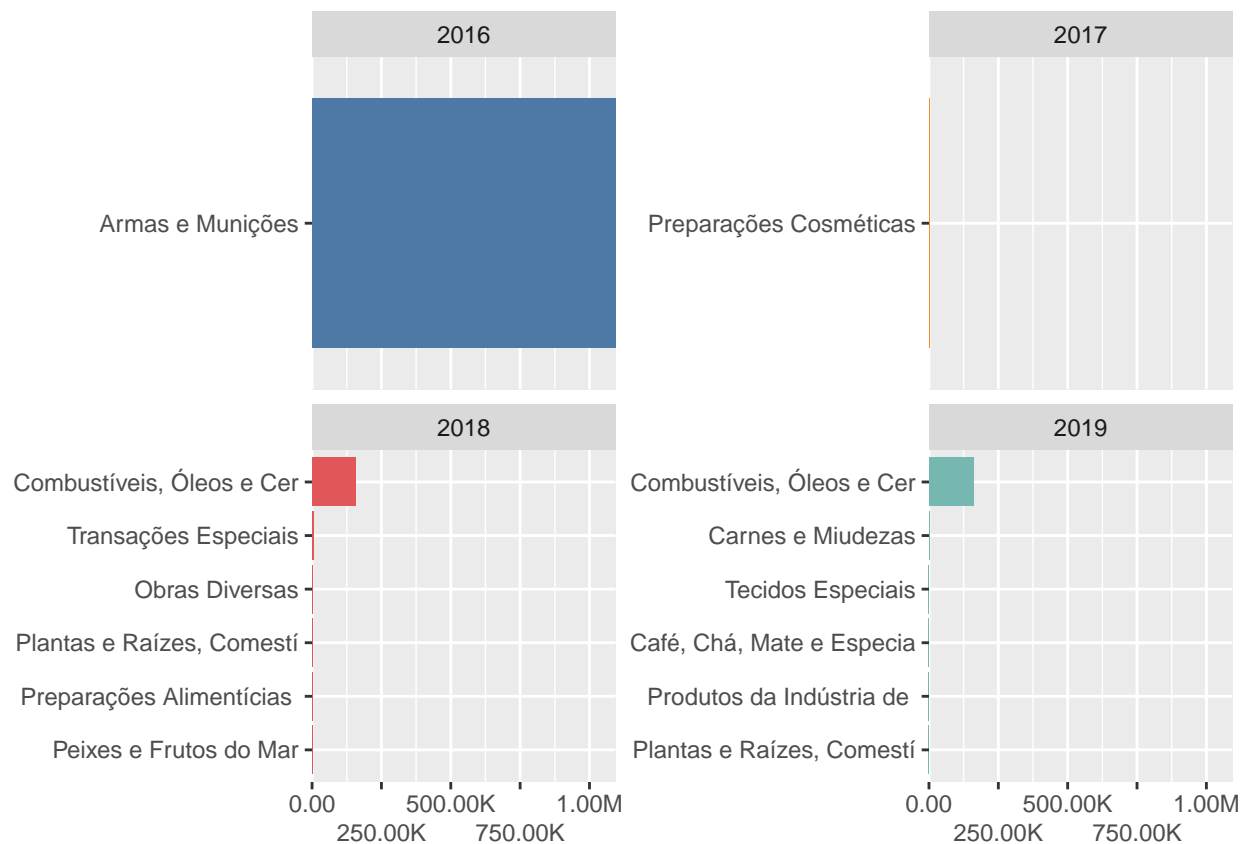 2016
2017
Armas e Munições
Preparações Cosméticas
2018
2019
Combustíveis, Óleos e Cer
Transações Especiais
Obras Diversas
Plantas e Raízes, Comestí
Preparações Alimentícias
Peixes e Frutos do Mar
Combustíveis, Óleos e Cer
Carnes e Miudezas
Tecidos Especiais
Café, Chá, Mate e Especia
Produtos da Indústria de
Plantas e Raízes, Comestí
0.00 500.00K 1.00M
250.00K 750.00K
0.00 500.00K 1.00M
250.00K 750.00K